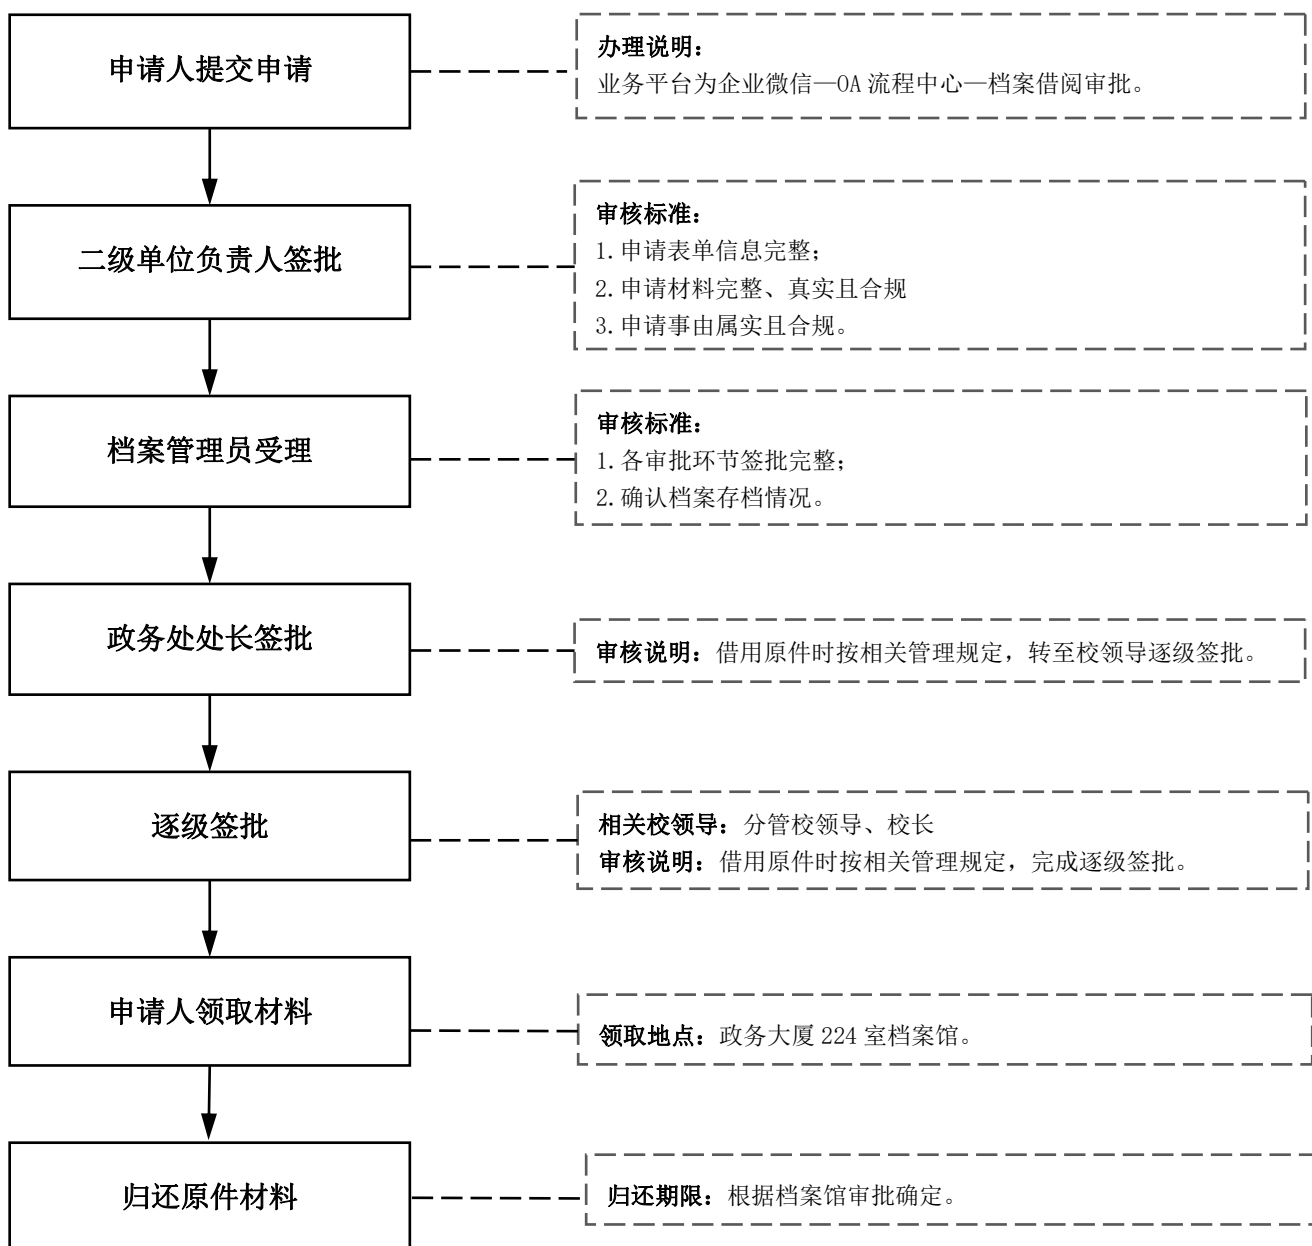 申请人提交申请
办理说明：
业务平台为企业微信—OA 流程中心—档案借阅审批。
二级单位负责人签批
审核标准：
1.申请表单信息完整；
2.申请材料完整、真实且合规
3.申请事由属实且合规。
档案管理员受理
审核标准：
1.各审批环节签批完整；
2.确认档案存档情况。
政务处处长签批
审核说明：借用原件时按相关管理规定，转至校领导逐级签批。
逐级签批
相关校领导：分管校领导、校长
审核说明：借用原件时按相关管理规定，完成逐级签批。
申请人领取材料
领取地点：政务大厦 224 室档案馆。
归还原件材料
归还期限：根据档案馆审批确定。